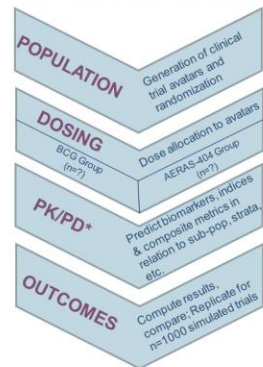 POPULATION
Generation of clinical
trial avatars and
randomization
DOSING
Dose allocation to avatars
BCG Group
(n=?)
AERAS-404 Group
(n=?)
PK/PD*
Predict biomarkers, indices
& composite metrics in
relation to sub-pop, strata,
etc.
OUTCOMES
Compute results,
compare; Replicate for
n=1000 simulated trials